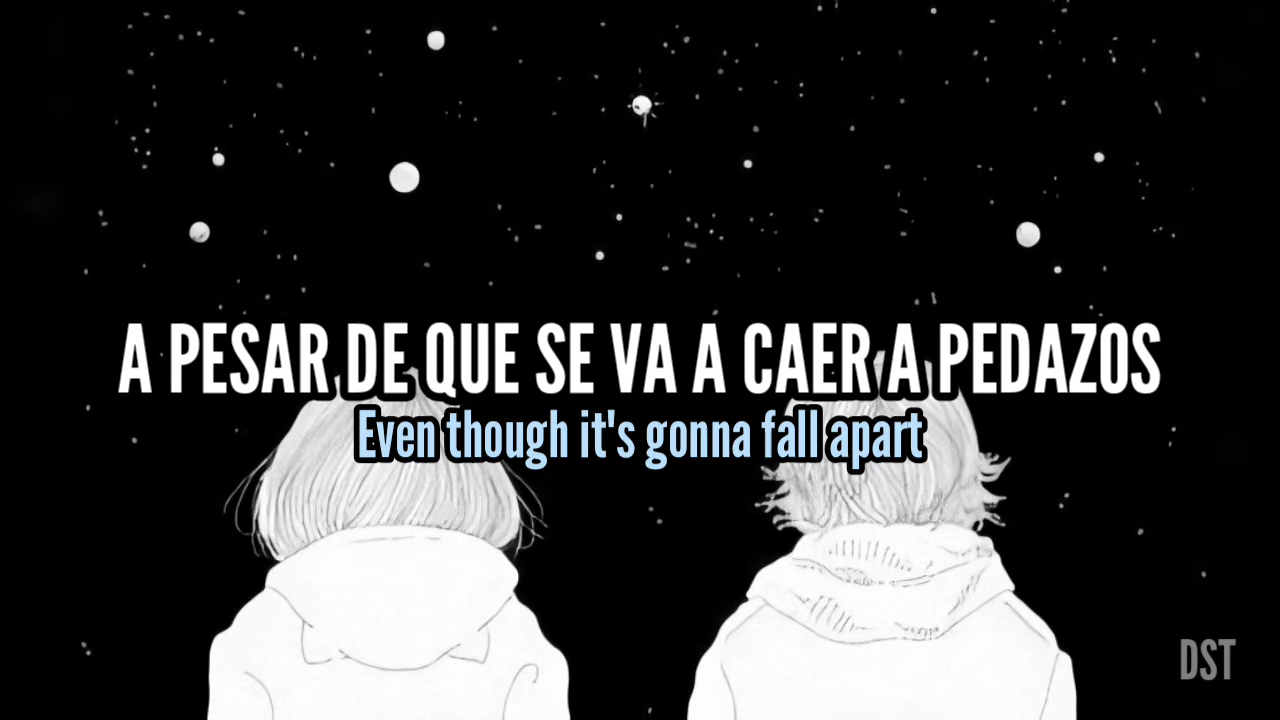 A PESAR DE QUE SE VA A CAER A PEDAZOS
Even though it's gonna fall apart
DST